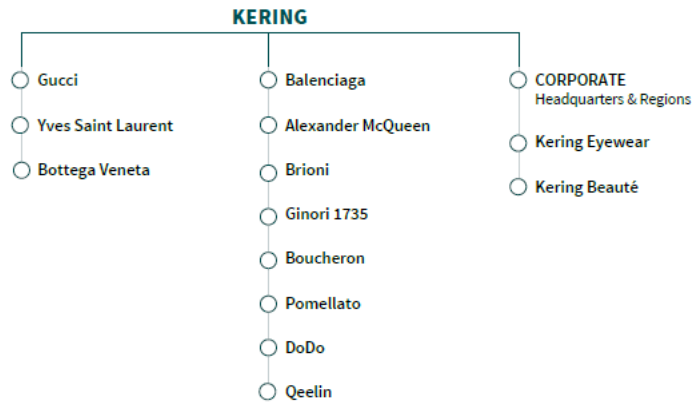 KERING
Gucci
Yves Saint Laurent
Bottega Veneta
Balenciaga
Alexander McQueen
Brioni
Ginori 1735
Boucheron
Pomellato
DoDo
Qeelin
CORPORATE
Headquarters & Regions
Kering Eyewear
Kering Beauté